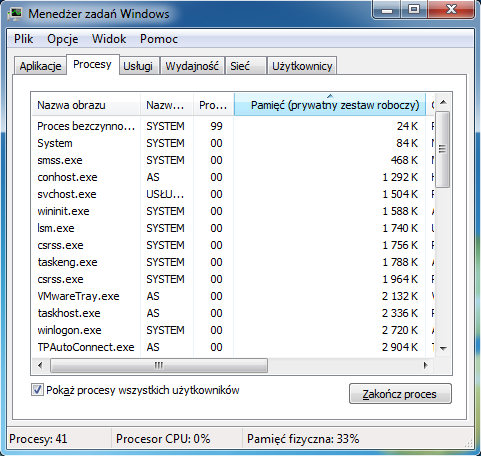 Menedżer zadań Windows
Plik Opcje Widok Pomoc
Aplikacje Procesy Usługi Wydajność Sieć Użytkownicy
Nazwa obrazu Nazw... Pro... Pamięć (prywatny zestaw roboczy)
Proces bezczynno... SYSTEM 99 24 K
System SYSTEM 00 84 K
smss.exe SYSTEM 00 468 K
conhost.exe AS 00 1 292 K
svchost.exe USŁU... 00 1 504 K
wininit.exe SYSTEM 00 1 588 K
lsm.exe SYSTEM 00 1 740 K
csrss.exe SYSTEM 00 1 756 K
taskeng.exe SYSTEM 00 1 788 K
csrss.exe SYSTEM 00 1 964 K
VMwareTray.exe AS 00 2 132 K
taskhost.exe AS 00 2 336 K
winlogon.exe SYSTEM 00 2 720 K
TPAutoConnect.exe AS 00 2 904 K
Pokaż procesy wszystkich użytkowników
Zakończ proces
Procesy: 41 Procesor CPU: 0% Pamięć fizyczna: 33%